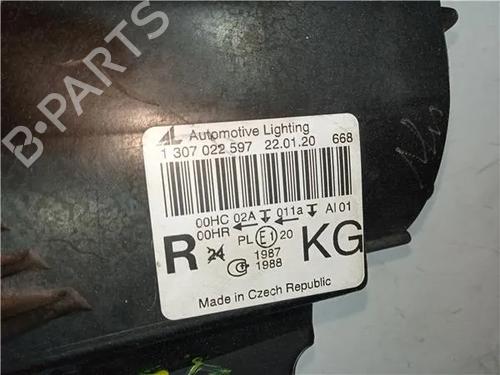 AL Automotive Lighting
1 307 022 597 22.01.20 668
00HC 02A 011a AI 01
00HR
PL E1 20
R 24 1987 KG
1988
Made in Czech Republic
B-PARTS